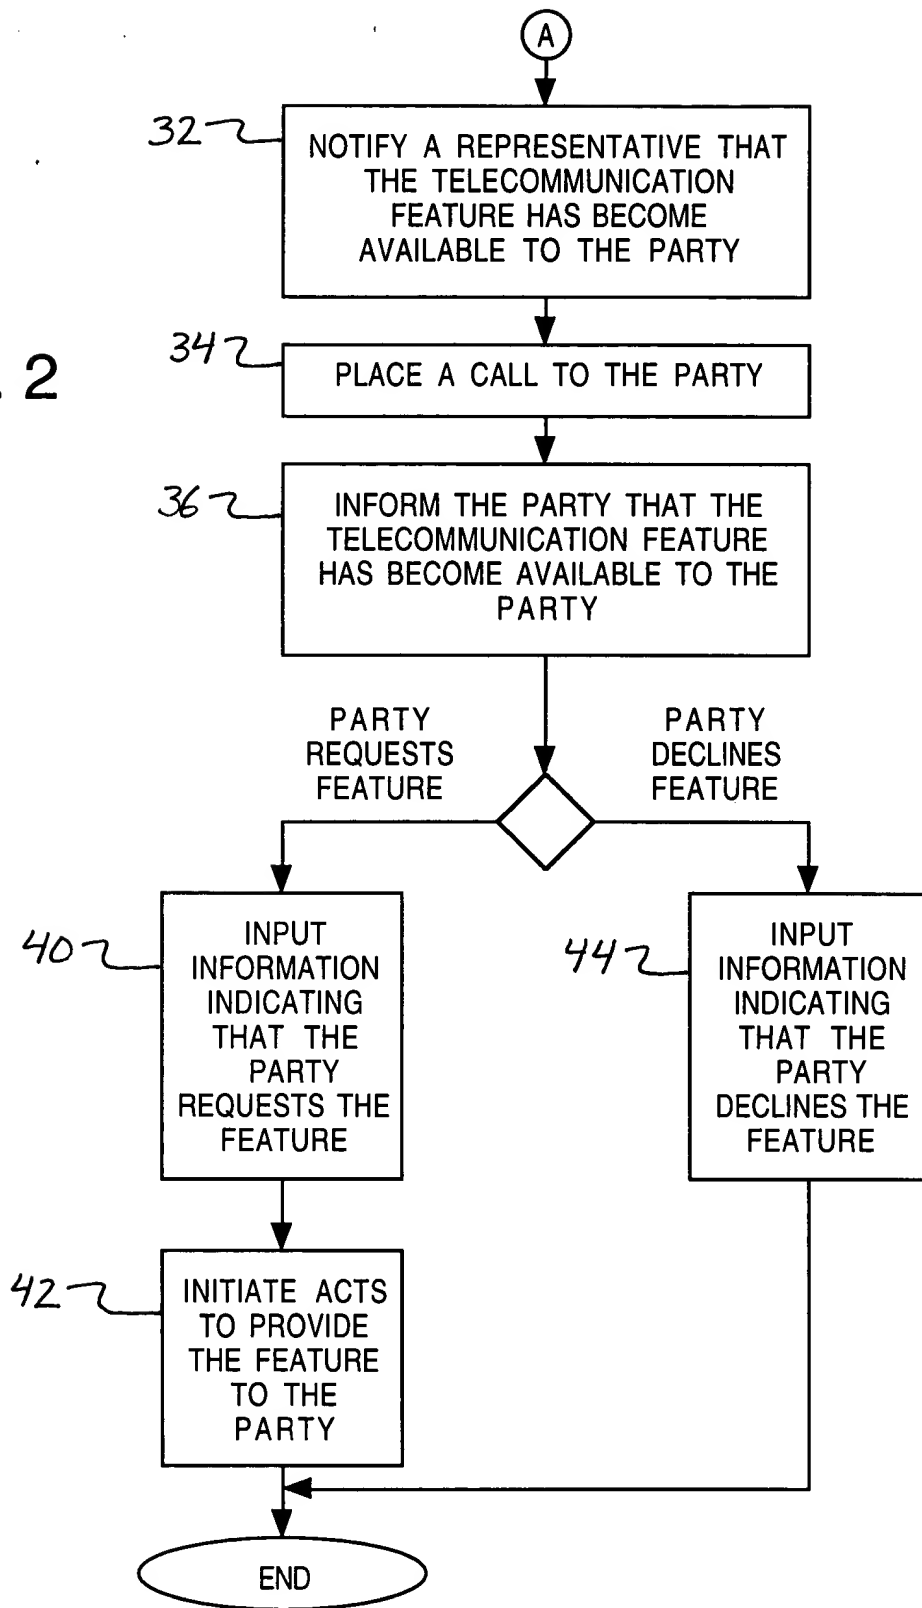 A
32
NOTIFY A REPRESENTATIVE THAT
THE TELECOMMUNICATION
FEATURE HAS BECOME
AVAILABLE TO THE PARTY
. 2
34
PLACE A CALL TO THE PARTY
36
INFORM THE PARTY THAT THE
TELECOMMUNICATION FEATURE
HAS BECOME AVAILABLE TO THE
PARTY
PARTY
REQUESTS
FEATURE
PARTY
DECLINES
FEATURE
40
INPUT
INFORMATION
INDICATING
THAT THE
PARTY
REQUESTS THE
FEATURE
44
INPUT
INFORMATION
INDICATING
THAT THE
PARTY
DECLINES THE
FEATURE
42
INITIATE ACTS
TO PROVIDE
THE FEATURE
TO THE
PARTY
END